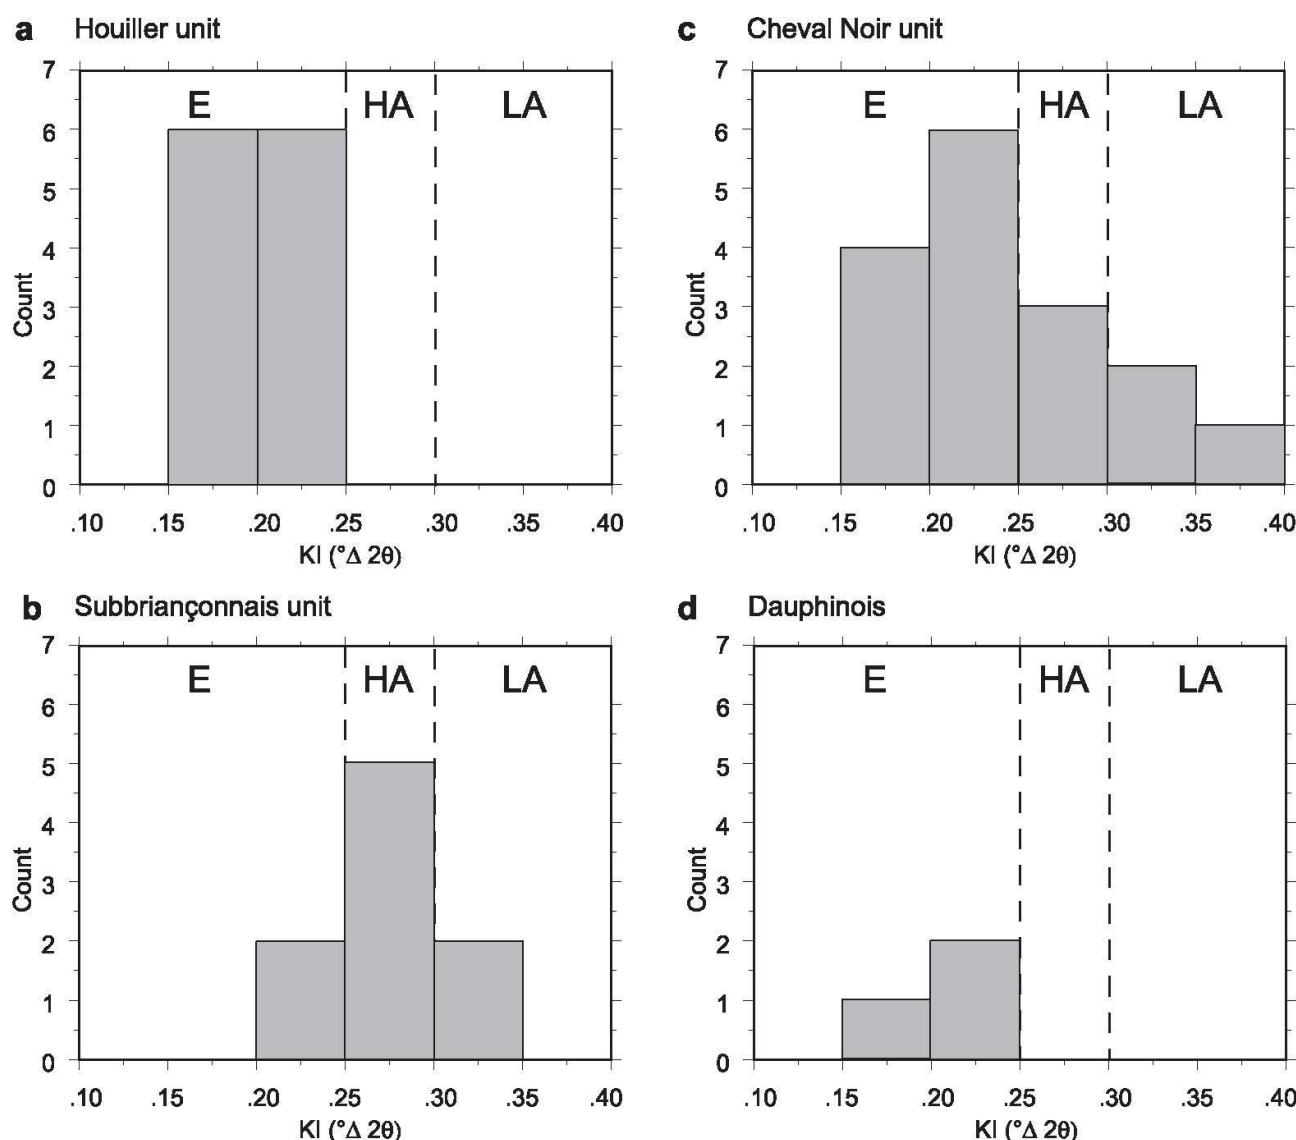 a Houiller unit
7
6
5
4
3
2
1
0
Count
E HA LA
.10 .15 .20 .25 .30 .35 .40
KI (°Δ 2θ)
c Cheval Noir unit
7
6
5
4
3
2
1
0
Count
E HA LA
.10 .15 .20 .25 .30 .35 .40
KI (°Δ 2θ)
b Subbriançonnais unit
7
6
5
4
3
2
1
0
Count
E HA LA
.10 .15 .20 .25 .30 .35 .40
KI (°Δ 2θ)
d Dauphinois
7
6
5
4
3
2
1
0
Count
E HA LA
.10 .15 .20 .25 .30 .35 .40
KI (°Δ 2θ)